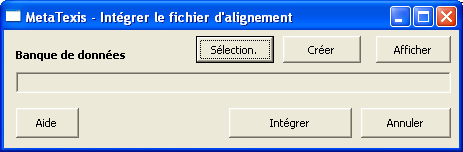 MetaTexis - Intégrer le fichier d'alignement
Banque de données Sélection. Créer Afficher
Aide Intégrer Annuler